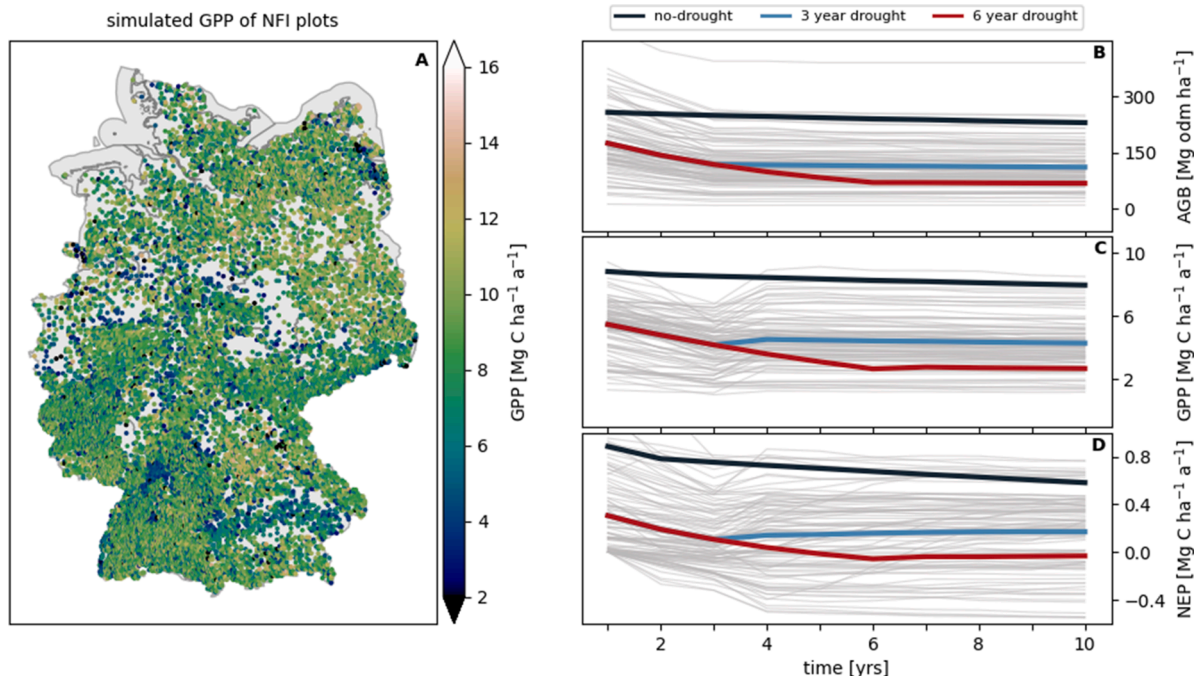 simulated GPP of NFI plots
A
16
14
12
10
8
6
4
2
GPP [Mg C ha⁻¹ a⁻¹]
no-drought 3 year drought 6 year drought
B
300
150
0
AGB [Mg odm ha⁻¹]
C
10
6
2
GPP [Mg C ha⁻¹ a⁻¹]
D
0.8
0.4
0.0
−0.4
NEP [Mg C ha⁻¹ a⁻¹]
2 4 6 8 10
time [yrs]